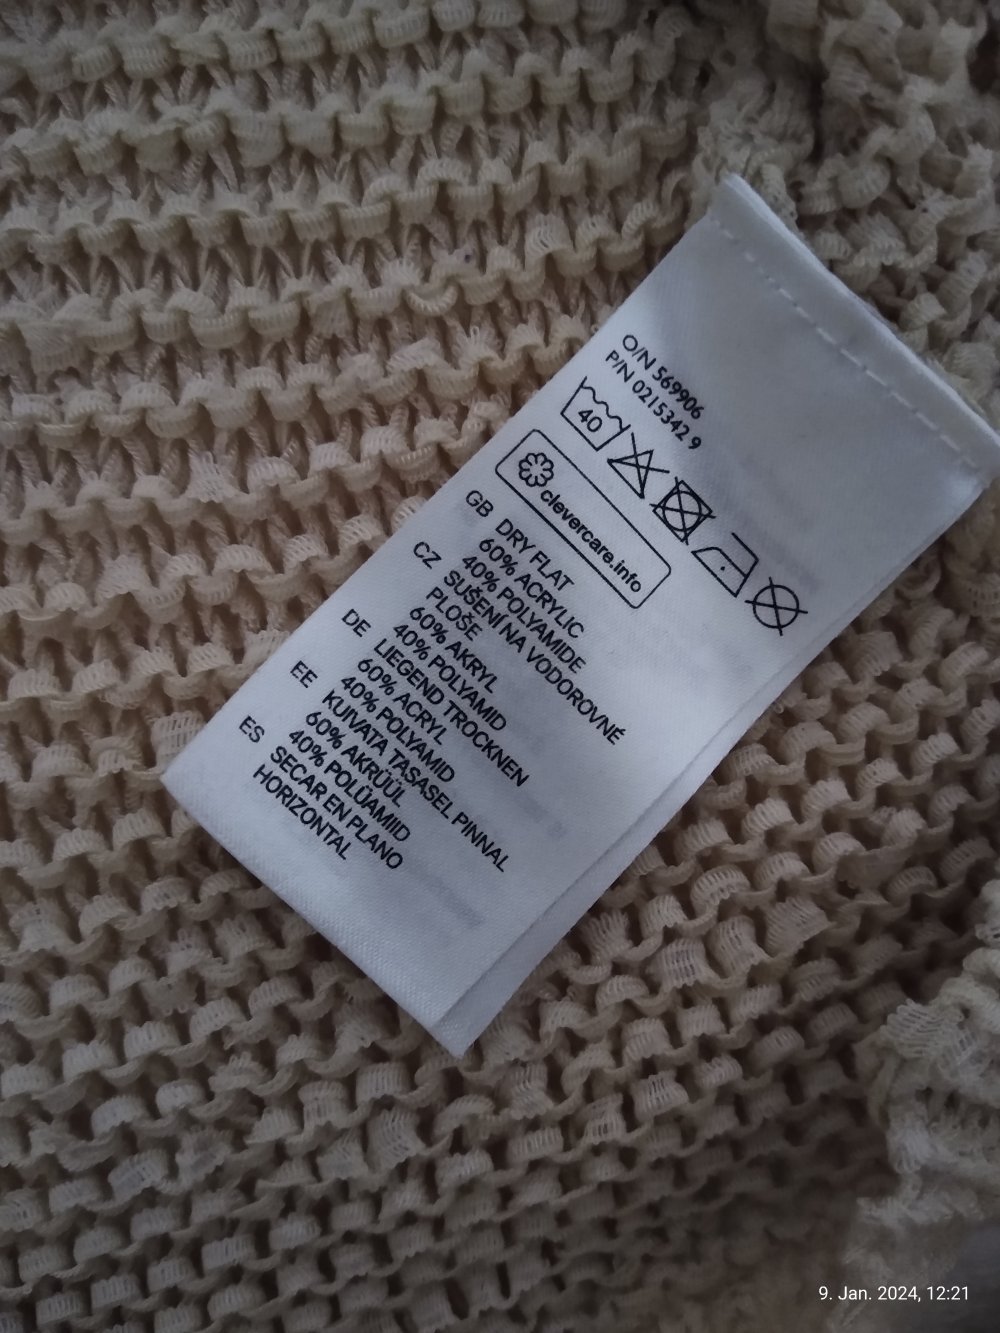 O/N 569906
P/N 0215342 9
40
clevercare.info
GB DRY FLAT
60% ACRYLIC
40% POLYAMIDE
CZ SUŠENÍ NA VODOROVNÉ
PLOŠE
60% AKRYL
40% POLYAMID
DE LIEGEND TROCKNEN
60% ACRYL
40% POLYAMID
EE KUIVATA TASASEL PINNAL
60% AKRÜÜL
40% POLÜAMIID
ES SECAR EN PLANO
HORIZONTAL
9. Jan. 2024, 12:21